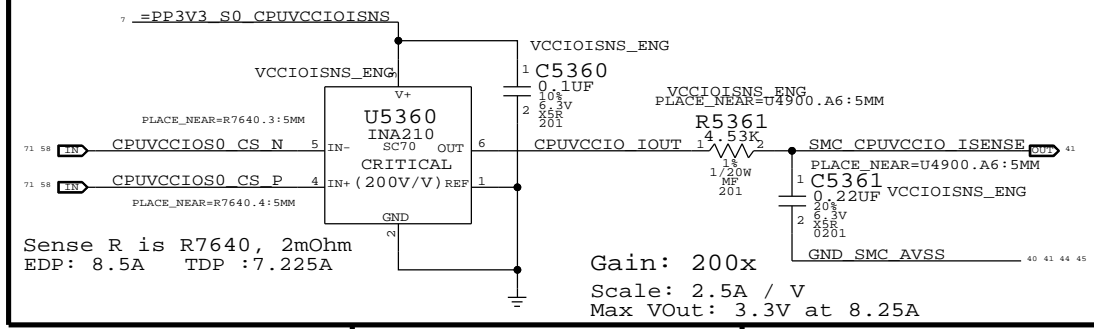 7 =PP3V3_S0_CPUVCCIOISNS
VCCIOISNS_ENG
VCCIOISNS_ENG
3
V+
U5360
INA210
SC70
CRITICAL
(200V/V)
IN-
IN+
OUT
REF
GND
5
4
6
1
2
1 C5360
0.1UF
10%
6.3V
2 X5R
201
PLACE_NEAR=R7640.3:5MM
71 58 IN CPUVCCIOS0_CS_N
71 58 IN CPUVCCIOS0_CS_P
PLACE_NEAR=R7640.4:5MM
CPUVCCIO_IOUT
VCCIOISNS_ENG
PLACE_NEAR=U4900.A6:5MM
R5361
1 4.53K 2
1%
1/20W
MF
201
SMC_CPUVCCIO_ISENSE OUT 41
PLACE_NEAR=U4900.A6:5MM
1 C5361 VCCIOISNS_ENG
0.22UF
20%
6.3V
2 X5R
0201
GND_SMC_AVSS 40 41 44 45
Sense R is R7640, 2mOhm
EDP: 8.5A TDP :7.225A
Gain: 200x
Scale: 2.5A / V
Max VOut: 3.3V at 8.25A